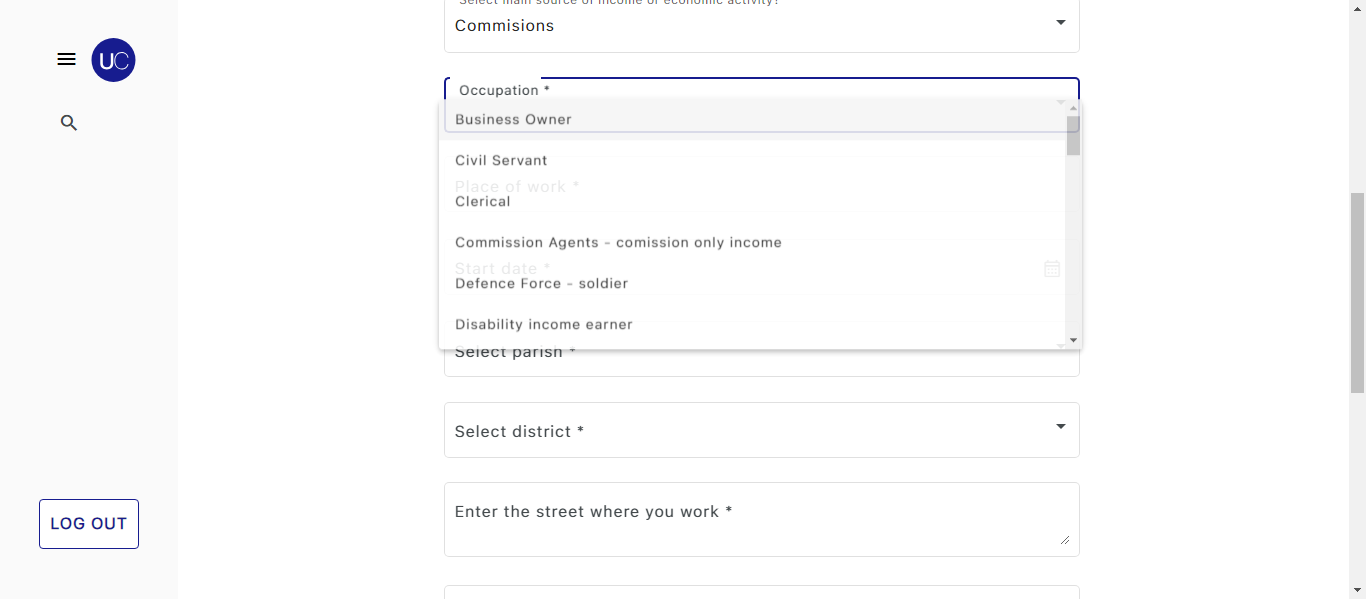 Select main source of income or economic activity?
Commisions
UC
Occupation *
Business Owner
Civil Servant
Place of work *
Clerical
Commission Agents - comission only income
Start date *
Defence Force - soldier
Disability income earner
Select parish *
Select district *
Enter the street where you work *
LOG OUT